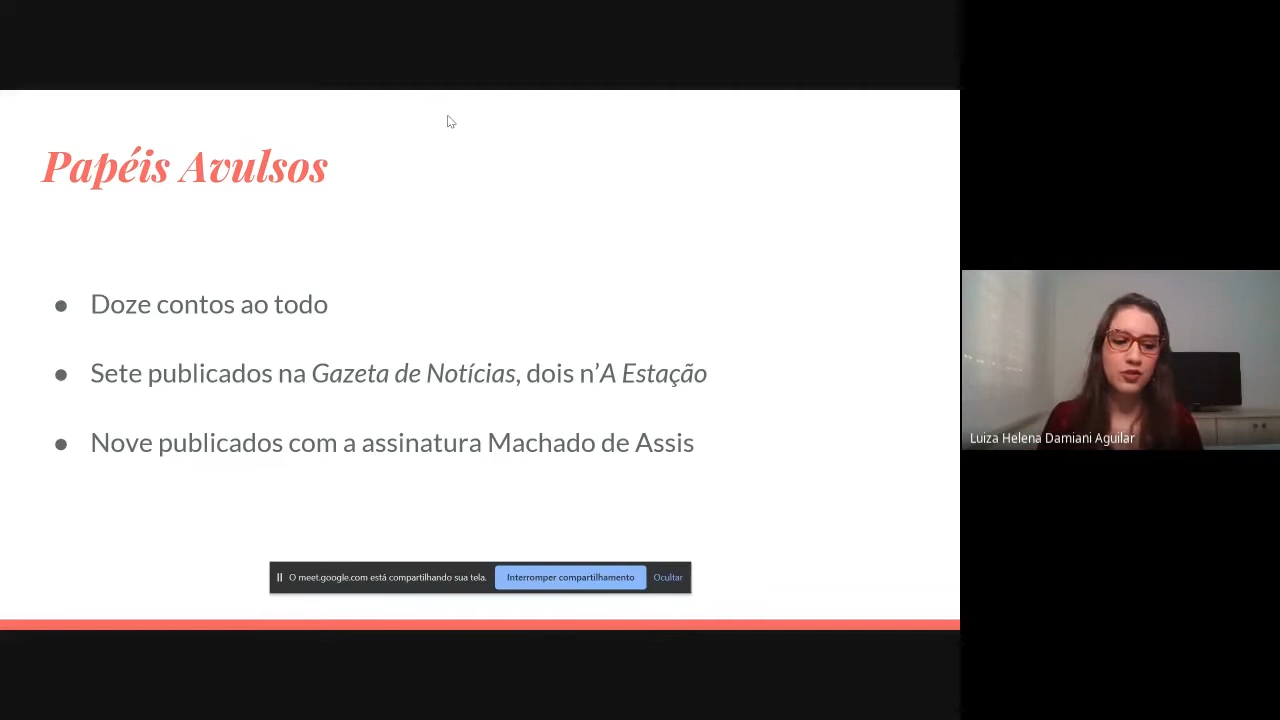 Papéis Avulsos
● Doze contos ao todo
● Sete publicados na Gazeta de Notícias, dois n’A Estação
● Nove publicados com a assinatura Machado de Assis
Luiza Helena Damiani Aguilar
O meet.google.com está compartilhando sua tela. Interromper compartilhamento Ocultar